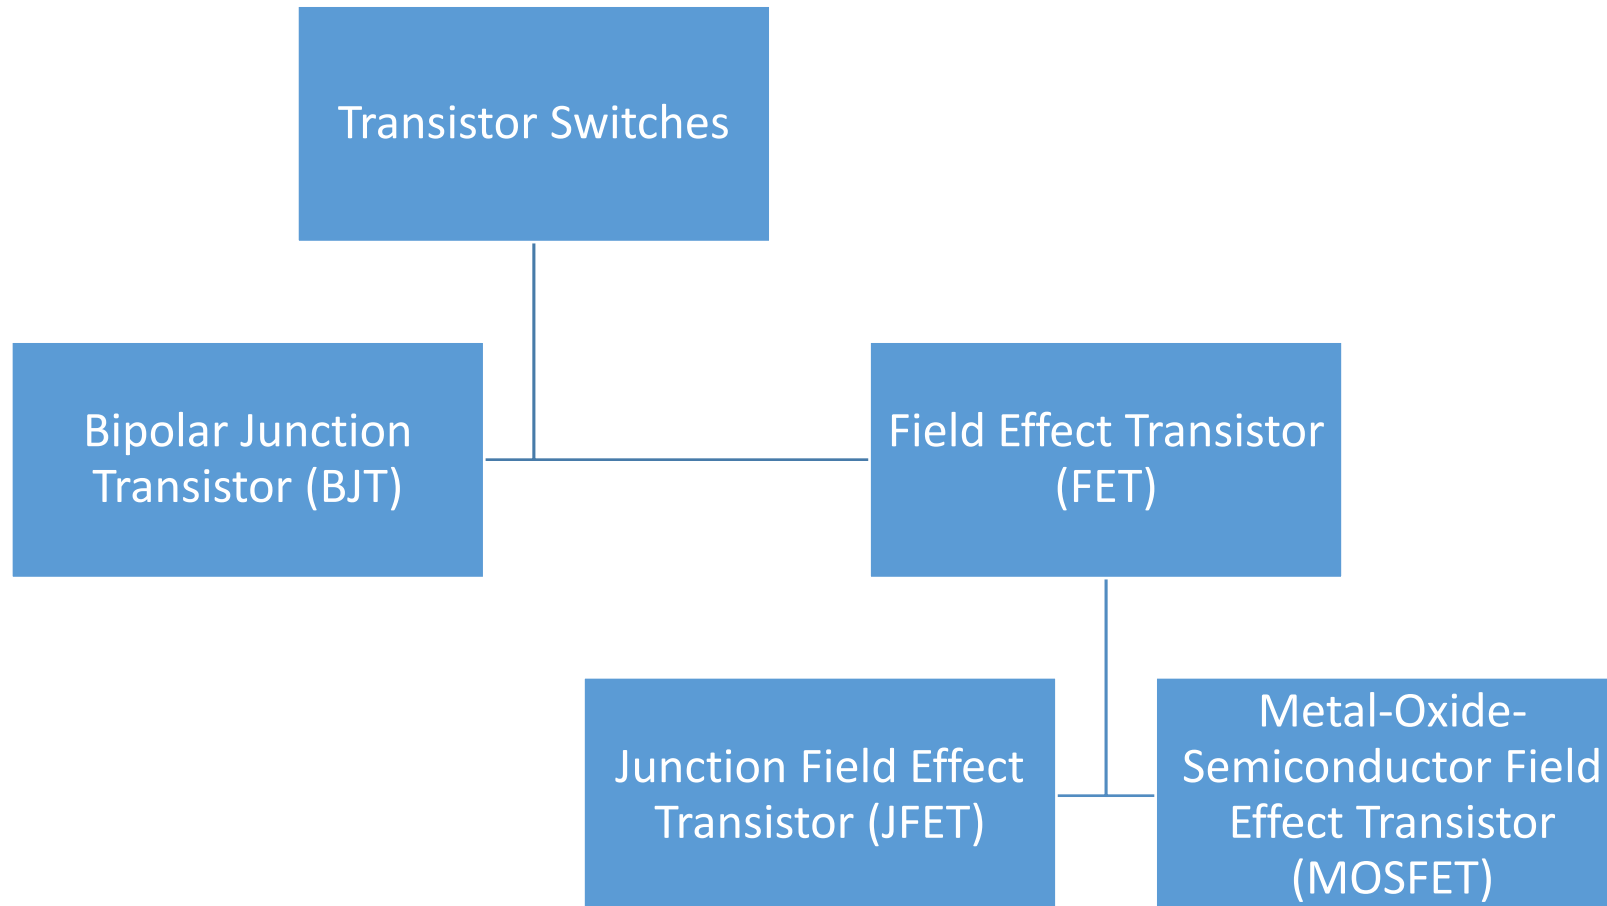 Transistor Switches
Bipolar Junction
Transistor (BJT)
Field Effect Transistor
(FET)
Junction Field Effect
Transistor (JFET)
Metal-Oxide-
Semiconductor Field
Effect Transistor
(MOSFET)